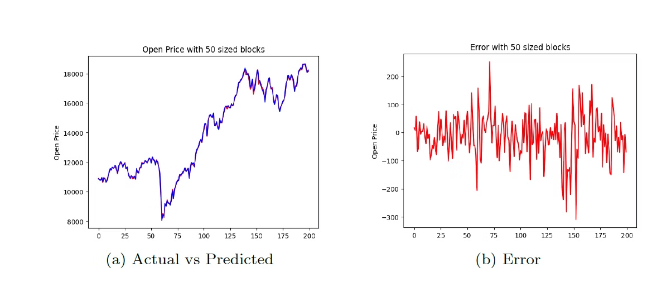 Open Price with 50 sized blocks
Open Price
18000
16000
14000
12000
10000
8000
0 25 50 75 100 125 150 175 200
(a) Actual vs Predicted
Error with 50 sized blocks
Open Price
200
100
0
−100
−200
−300
0 25 50 75 100 125 150 175 200
(b) Error